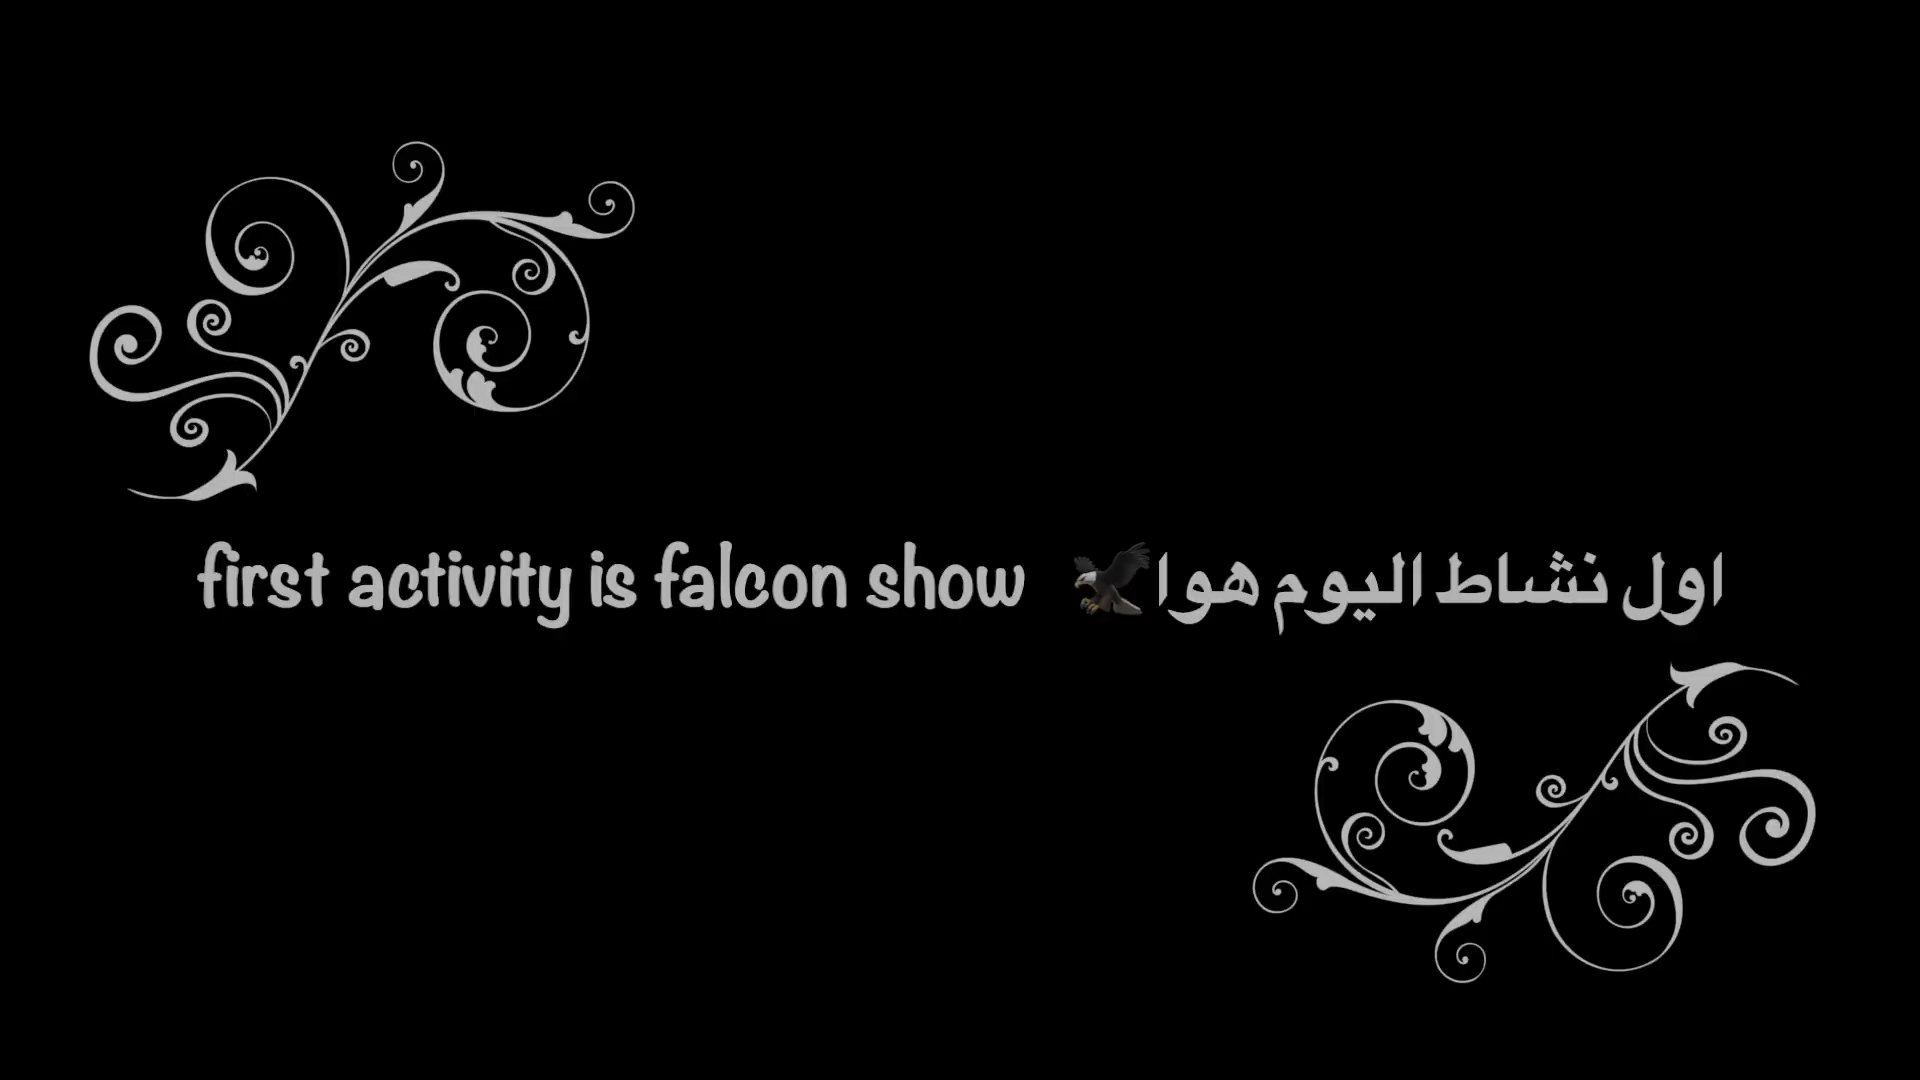 first activity is falcon show 🦅اول نشاط اليوم هوا